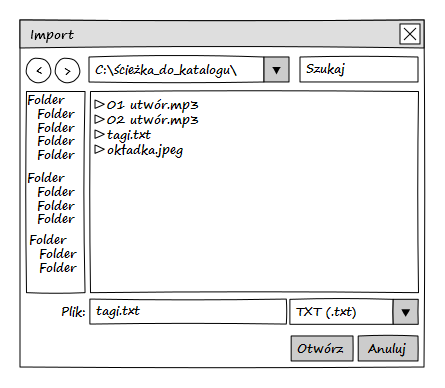 Import
C:\ścieżka_do_katalogu\
Szukaj
Folder
Folder
Folder
Folder
Folder
Folder
Folder
Folder
Folder
Folder
Folder
Folder
01 utwór.mp3
02 utwór.mp3
tagi.txt
okładka.jpeg
Plik: tagi.txt TXT (.txt)
Otwórz Anuluj